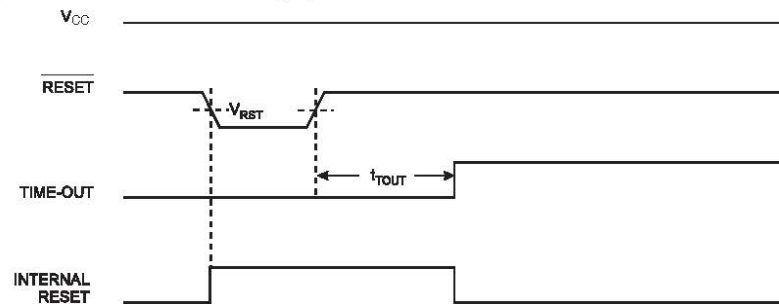 VCC
RESET
VRST
tTOUT
TIME-OUT
INTERNAL
RESET